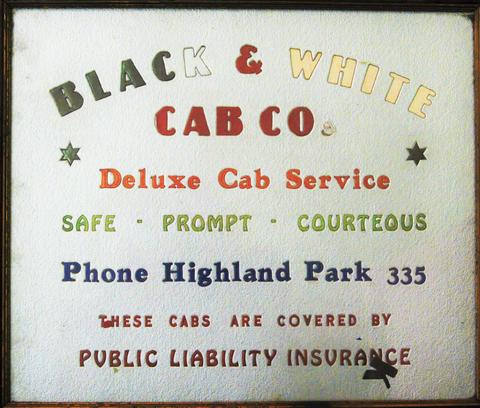 BLACK & WHITE
CAB CO.
Deluxe Cab Service
SAFE - PROMPT - COURTEOUS
Phone Highland Park 335
THESE CABS ARE COVERED BY
PUBLIC LIABILITY INSURANCE